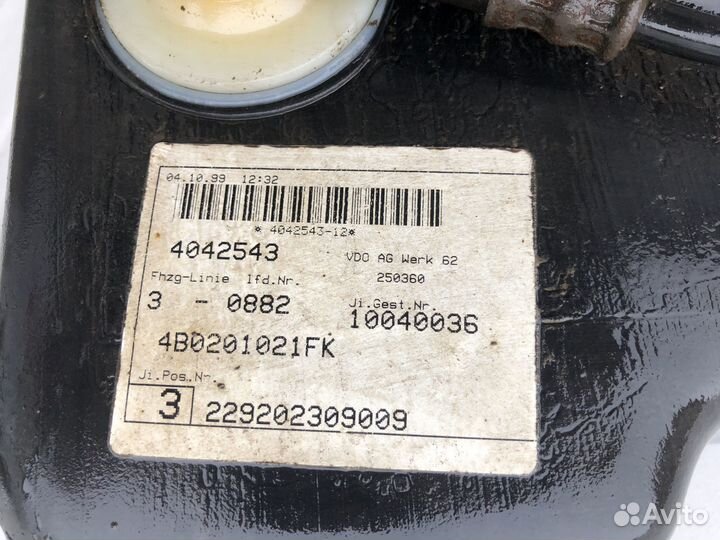 04.10.99 12:32
* 4042543-12*
4042543 VDO AG Werk 62
Fhzg-Linie lfd.Nr. 250360
3 - 0882 Ji.Gest.Nr.
10040036
4B0201021FK
Ji.Pos.N-
3 229202309009
Avito